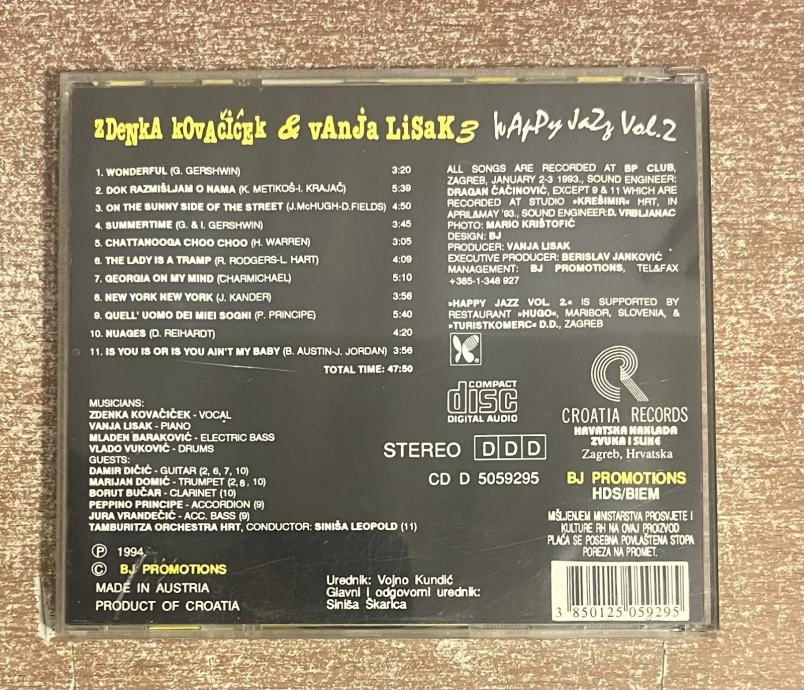 ZDENKA KOVAČIČEK & VANJA LISAK 3 HAPPY JAZZ Vol. 2
1. WONDERFUL (G. GERSHWIN) 3:20
2. DOK RAZMIŠLJAM O NAMA (K. METIKOŠ-I. KRAJAČ) 5:39
3. ON THE SUNNY SIDE OF THE STREET (J.McHUGH-D.FIELDS) 4:50
4. SUMMERTIME (G. & I. GERSHWIN) 3:45
5. CHATTANOOGA CHOO CHOO (H. WARREN) 3:05
6. THE LADY IS A TRAMP (R. RODGERS-L. HART) 4:09
7. GEORGIA ON MY MIND (CHARMICHAEL) 5:10
8. NEW YORK NEW YORK (J. KANDER) 3:56
9. QUELL' UOMO DEI MIEI SOGNI (P. PRINCIPE) 5:40
10. NUAGES (D. REIHARDT) 4:20
11. IS YOU IS OR IS YOU AIN'T MY BABY (B. AUSTIN-J. JORDAN) 3:56
TOTAL TIME: 47:50
ALL SONGS ARE RECORDED AT BP CLUB,
ZAGREB, JANUARY 2-3 1993., SOUND ENGINEER:
DRAGAN ČAČINOVIĆ, EXCEPT 9 & 11 WHICH ARE
RECORDED AT STUDIO »KREŠIMIR« HRT, IN
APRIL&MAY '93., SOUND ENGINEER:D. VRBLJANAC
PHOTO: MARIO KRIŠTOFIĆ
DESIGN: BJ
PRODUCER: VANJA LISAK
EXECUTIVE PRODUCER: BERISLAV JANKOVIĆ
MANAGEMENT: BJ PROMOTIONS, TEL&FAX
+385-1-348 927
»HAPPY JAZZ VOL. 2.« IS SUPPORTED BY
RESTAURANT »HUGO«, MARIBOR, SLOVENIA, &
»TURISTKOMERC« D.D., ZAGREB
MUSICIANS:
ZDENKA KOVAČIČEK - VOCAL
VANJA LISAK - PIANO
MLADEN BARAKOVIĆ - ELECTRIC BASS
VLADO VUKOVIĆ - DRUMS
GUESTS:
DAMIR DIČIĆ - GUITAR (2, 6, 7, 10)
MARIJAN DOMIĆ - TRUMPET (2, 8 . 10)
BORUT BUČAR - CLARINET (10)
PEPPINO PRINCIPE - ACCORDION (9)
JURA VRANDEČIĆ - ACC. BASS (9)
TAMBURITZA ORCHESTRA HRT, CONDUCTOR: SINIŠA LEOPOLD (11)
COMPACT
disc
DIGITAL AUDIO
STEREO DDD
CD D 5059295
CROATIA RECORDS
HRVATSKA NAKLADA
ZVUKA I SLIKE
Zagreb, Hrvatska
BJ PROMOTIONS
HDS/BIEM
MIŠLJENJEM MINISTARSTVA PROSVJETE I
KULTURE RH NA OVAJ PROIZVOD
PLAĆA SE POSEBNA POVLAŠTENA STOPA
POREZA NA PROMET.
Ⓟ 1994.
© BJ PROMOTIONS
MADE IN AUSTRIA
PRODUCT OF CROATIA
Urednik: Vojno Kundić
Glavni i odgovorni urednik:
Siniša Škarica
3 850125 059295